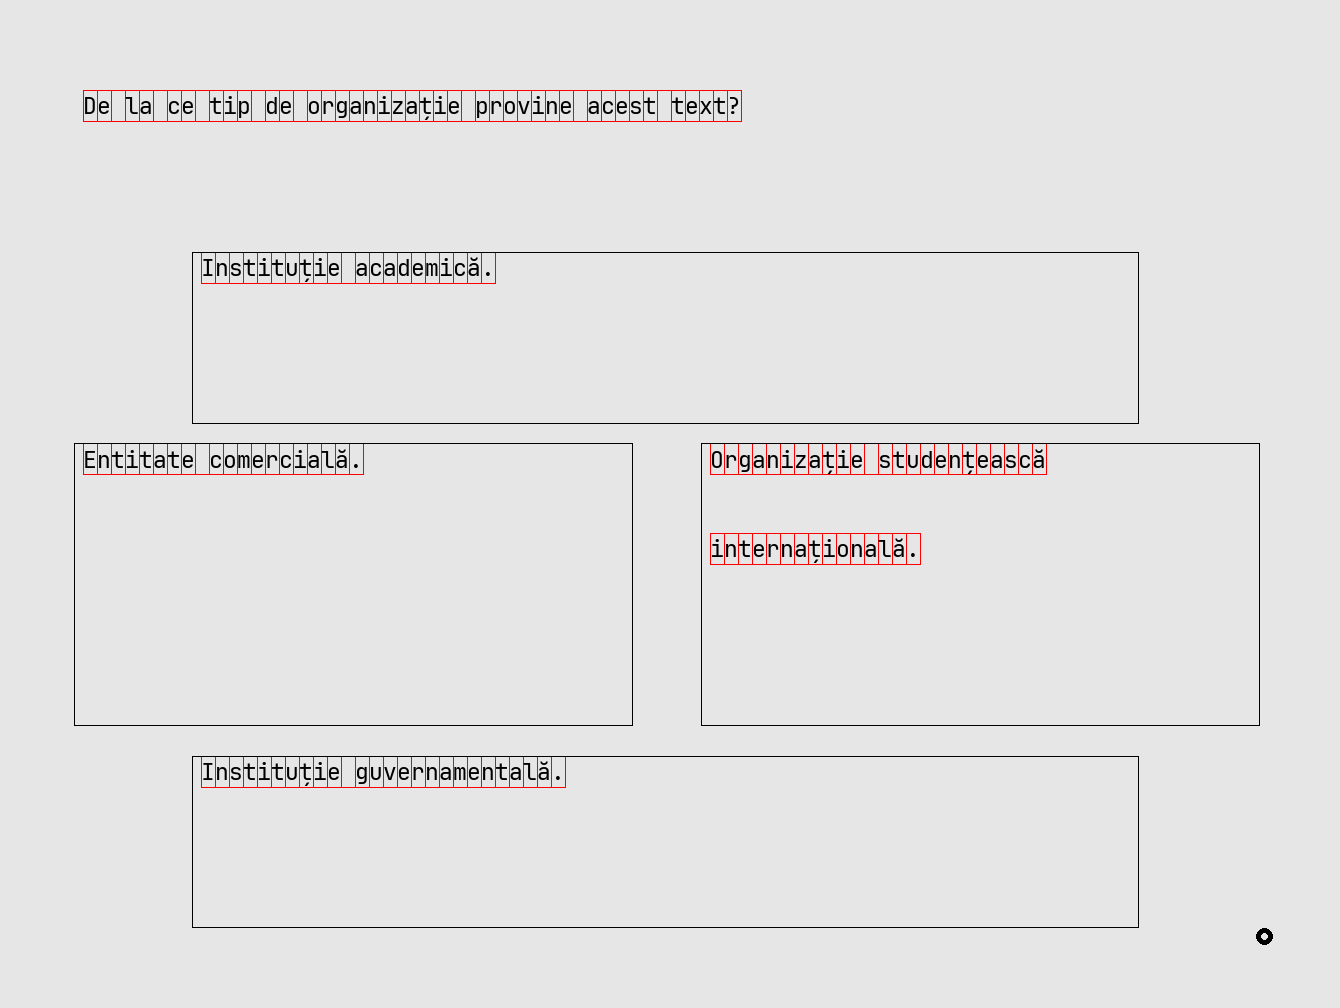 De la ce tip de organizație provine acest text?
Instituție academică.
Entitate comercială.
Organizație studențească
internațională.
Instituție guvernamentală.